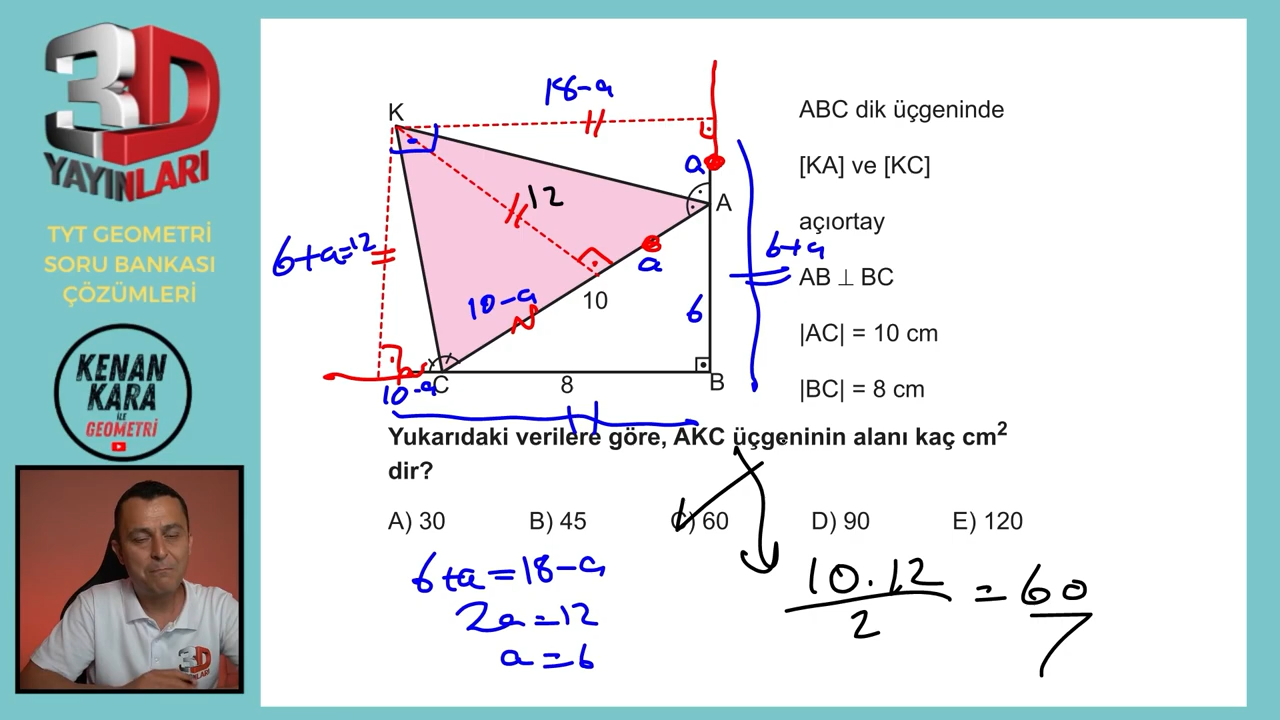 3D
YAYINLARI
TYT GEOMETRİ
SORU BANKASI
ÇÖZÜMLERİ
KENAN
KARA
İLE
GEOMETRİ
3D
YAYINLARI
18-a
K
a
12
A
6+a=12
a
6+a
10-a
10
6
10-a
C
8
B
ABC dik üçgeninde
[KA] ve [KC]
açıortay
AB ⊥ BC
|AC| = 10 cm
|BC| = 8 cm
Yukarıdaki verilere göre, AKC üçgeninin alanı kaç cm²
dir?
A) 30 B) 45 C) 60 D) 90 E) 120
6+a=18-a
2a=12
a=6
10.12/2 = 60